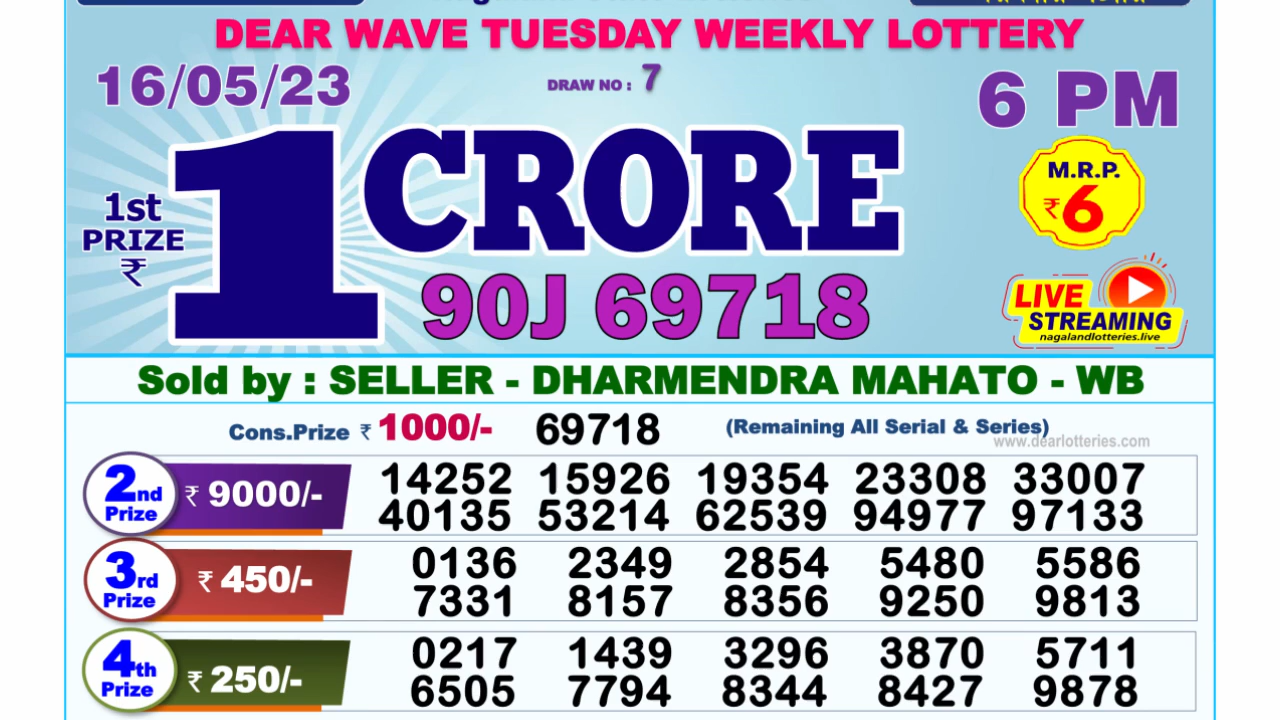 DEAR WAVE TUESDAY WEEKLY LOTTERY
16/05/23
DRAW NO : 7
6 PM
1st
PRIZE
₹
1 CRORE
90J 69718
M.R.P.
₹6
LIVE
STREAMING
nagalandlotteries.live
Sold by : SELLER - DHARMENDRA MAHATO - WB
Cons.Prize ₹ 1000/- 69718 (Remaining All Serial & Series)
www.dearlotteries.com
2nd Prize ₹ 9000/-
14252 15926 19354 23308 33007
40135 53214 62539 94977 97133
3rd Prize ₹ 450/-
0136 2349 2854 5480 5586
7331 8157 8356 9250 9813
4th Prize ₹ 250/-
0217 1439 3296 3870 5711
6505 7794 8344 8427 9878